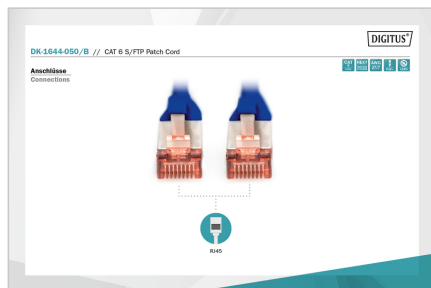 DIGITUS®
DK-1644-050/B // CAT 6 S/FTP Patch Cord
Anschlüsse
Connections
RJ45